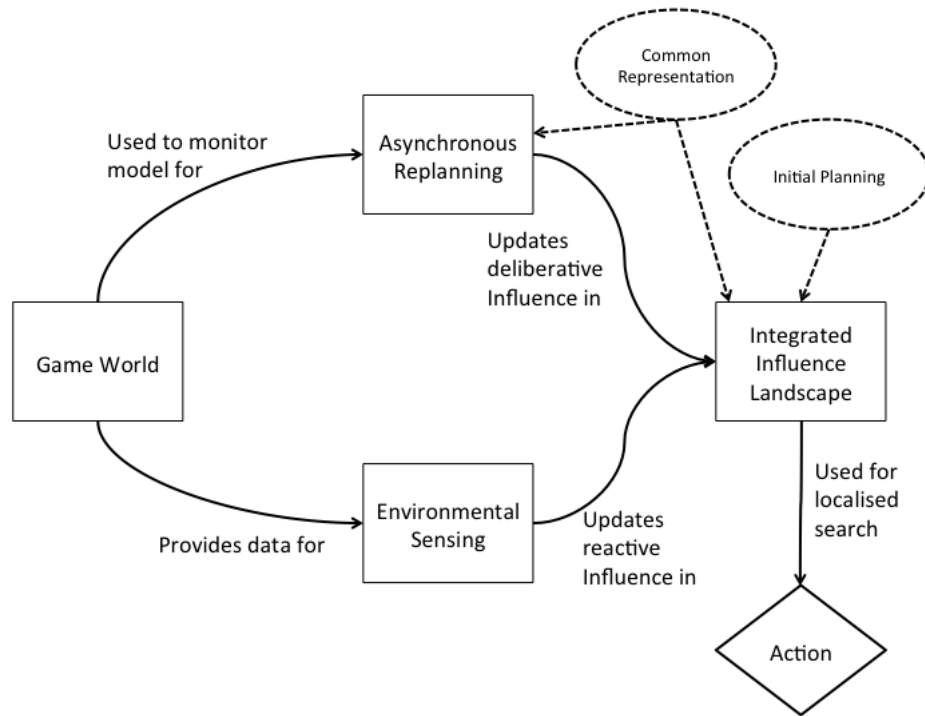 Common
Representation
Used to monitor
model for
Asynchronous
Replanning
Initial Planning
Updates
deliberative
Influence in
Game World
Integrated
Influence
Landscape
Provides data for
Environmental
Sensing
Updates
reactive
Influence in
Used for
localised
search
Action